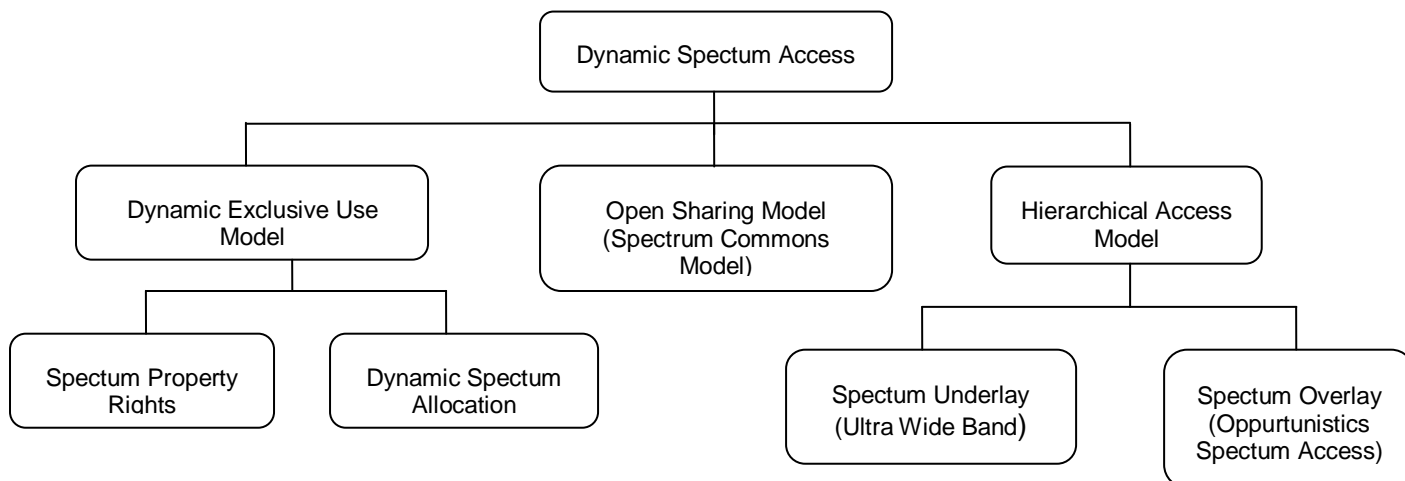 Dynamic Spectum Access
Dynamic Exclusive Use
Model
Open Sharing Model
(Spectrum Commons
Model)
Hierarchical Access
Model
Spectum Property
Rights
Dynamic Spectum
Allocation
Spectum Underlay
(Ultra Wide Band)
Spectum Overlay
(Oppurtunistics
Spectrum Access)